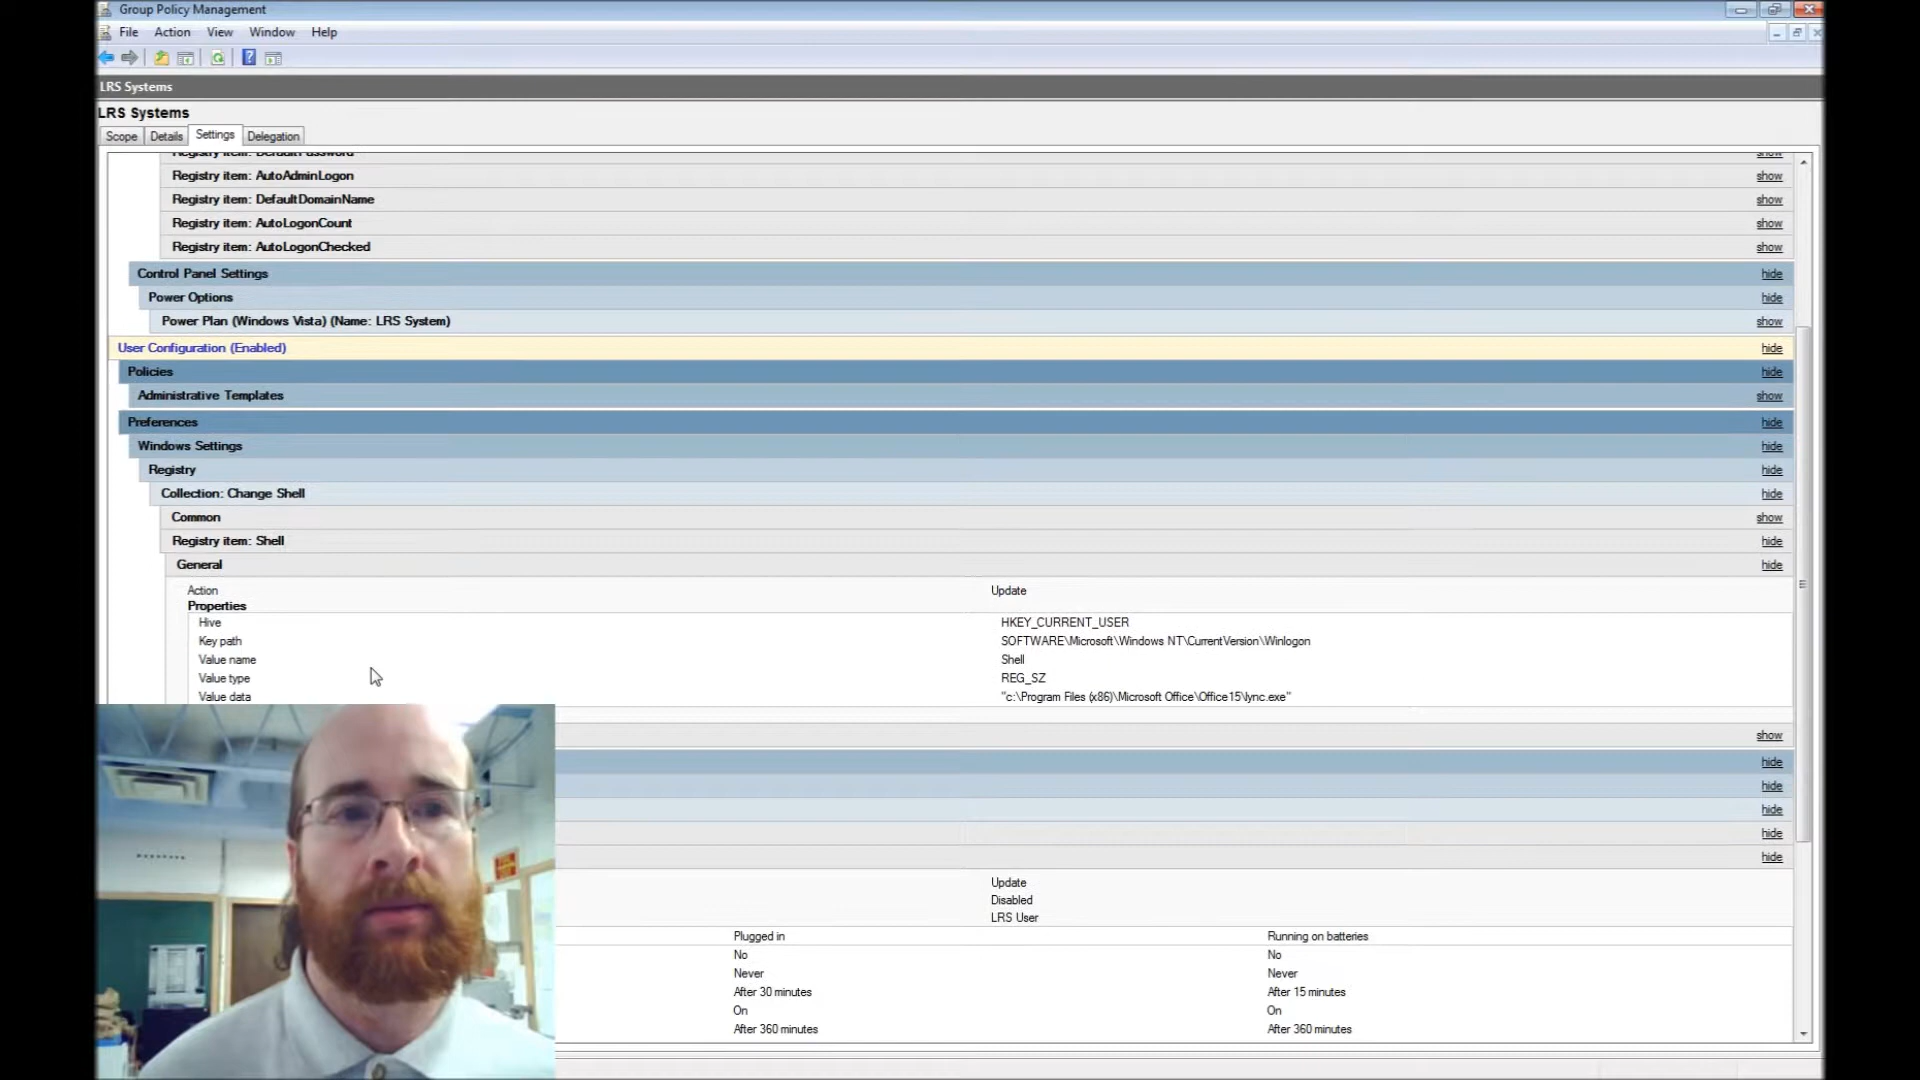 Group Policy Management
File Action View Window Help
LRS Systems
LRS Systems
Scope Details Settings Delegation
Registry item: DefaultPassword show
Registry item: AutoAdminLogon show
Registry item: DefaultDomainName show
Registry item: AutoLogonCount show
Registry item: AutoLogonChecked show
Control Panel Settings hide
Power Options hide
Power Plan (Windows Vista) (Name: LRS System) show
User Configuration (Enabled) hide
Policies hide
Administrative Templates show
Preferences hide
Windows Settings hide
Registry hide
Collection: Change Shell hide
Common show
Registry item: Shell hide
General hide
Action Update
Properties
Hive HKEY_CURRENT_USER
Key path SOFTWARE\Microsoft\Windows NT\CurrentVersion\Winlogon
Value name Shell
Value type REG_SZ
Value data "c:\Program Files (x86)\Microsoft Office\Office15\lync.exe"
show
hide
hide
hide
hide
hide
Update
Disabled
LRS User
Plugged in Running on batteries
No No
Never Never
After 30 minutes After 15 minutes
On On
After 360 minutes After 360 minutes